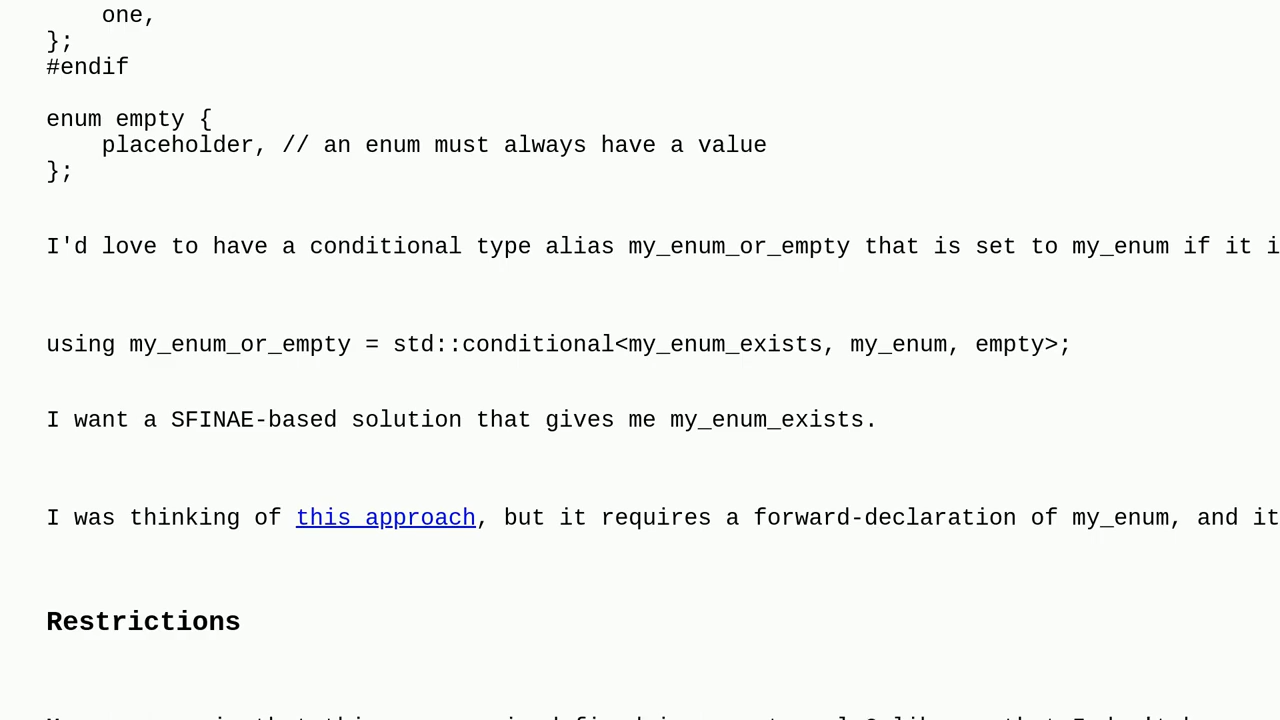 one,
};
#endif
enum empty {
placeholder, // an enum must always have a value
};
I'd love to have a conditional type alias my_enum_or_empty that is set to my_enum if it i
using my_enum_or_empty = std::conditional<my_enum_exists, my_enum, empty>;
I want a SFINAE-based solution that gives me my_enum_exists.
I was thinking of this approach, but it requires a forward-declaration of my_enum, and it
Restrictions